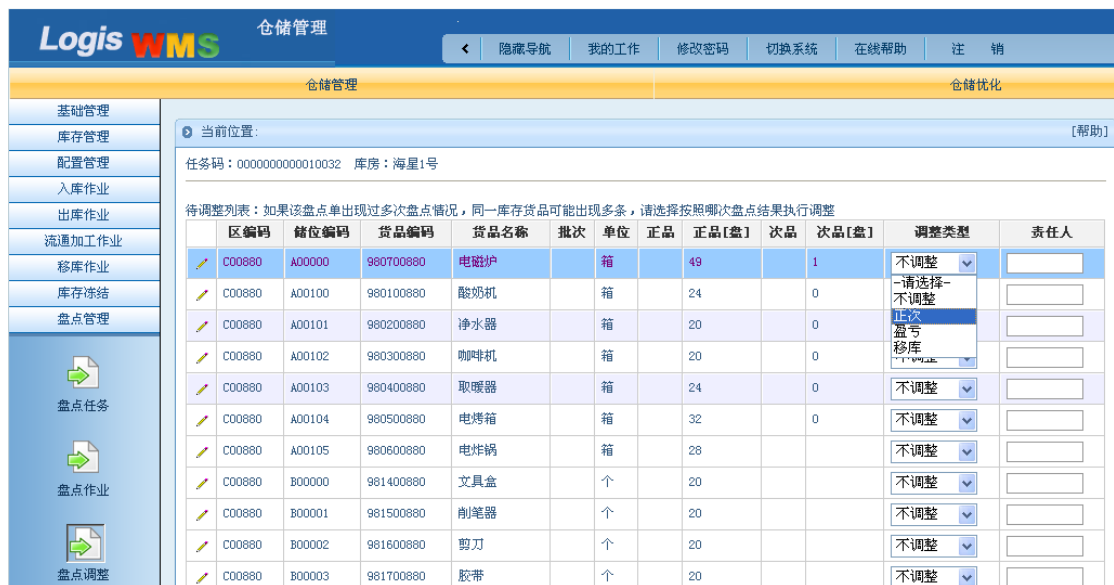 Logis WMS 仓储管理
隐藏导航 我的工作 修改密码 切换系统 在线帮助 注 销
仓储管理 仓储优化
基础管理
库存管理
配置管理
入库作业
出库作业
流通加工作业
移库作业
库存冻结
盘点管理
盘点任务
盘点作业
盘点调整
当前位置: [帮助]
任务码：0000000000010032 库房：海星1号
待调整列表：如果该盘点单出现过多次盘点情况，同一库存货品可能出现多条，请选择按照哪次盘点结果执行调整
区编码 储位编码 货品编码 货品名称 批次 单位 正品 正品[盘] 次品 次品[盘] 调整类型 责任人
C00880 A00000 980700880 电磁炉 箱 49 1 不调整
-请选择-
不调整
正次
盈亏
移库
C00880 A00100 980100880 酸奶机 箱 24 0
C00880 A00101 980200880 净水器 箱 20 0
C00880 A00102 980300880 咖啡机 箱 20 0
C00880 A00103 980400880 取暖器 箱 24 0 不调整
C00880 A00104 980500880 电烤箱 箱 32 0 不调整
C00880 A00105 980600880 电炸锅 箱 28 不调整
C00880 B00000 981400880 文具盒 个 20 不调整
C00880 B00001 981500880 削笔器 个 20 不调整
C00880 B00002 981600880 剪刀 个 20 不调整
C00880 B00003 981700880 胶带 个 20 不调整